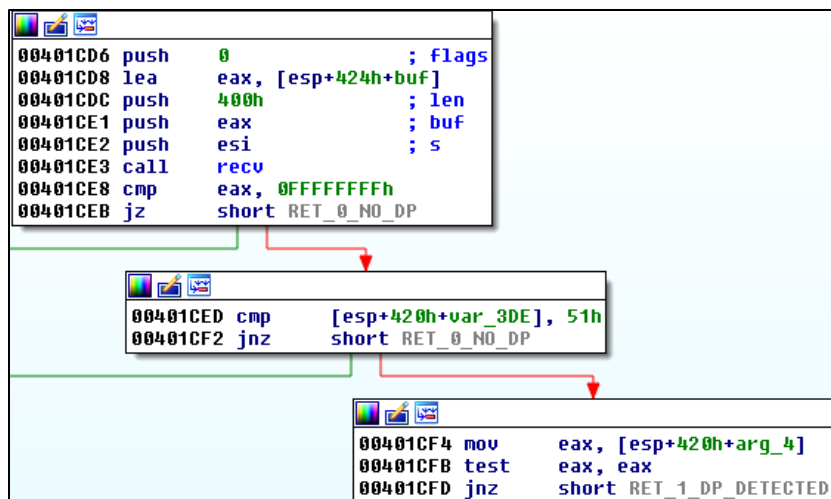 00401CD6 push 0 ; flags
00401CD8 lea eax, [esp+424h+buf]
00401CDC push 400h ; len
00401CE1 push eax ; buf
00401CE2 push esi ; s
00401CE3 call recv
00401CE8 cmp eax, 0FFFFFFFFh
00401CEB jz short RET_0_NO_DP
00401CED cmp [esp+420h+var_3DE], 51h
00401CF2 jnz short RET_0_NO_DP
00401CF4 mov eax, [esp+420h+arg_4]
00401CFB test eax, eax
00401CFD jnz short RET_1_DP_DETECTED